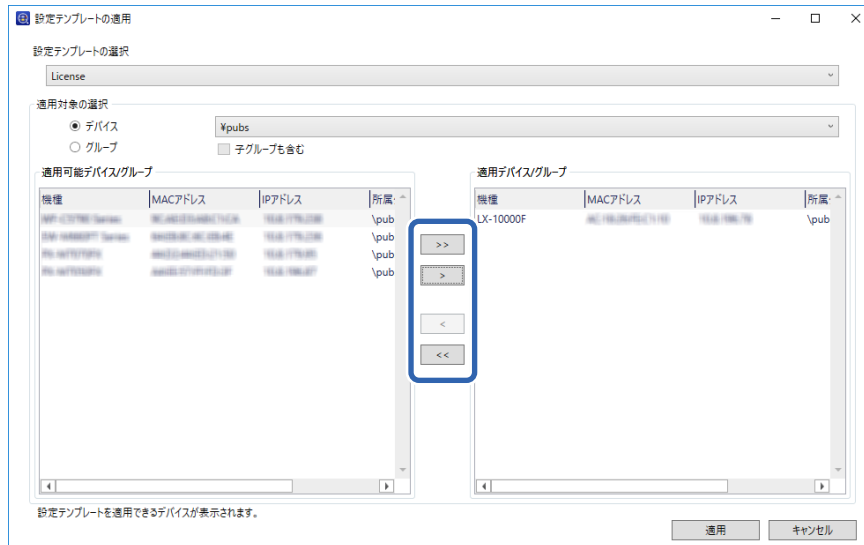 設定テンプレートの適用
設定テンプレートの選択
License
適用対象の選択
デバイス
¥pubs
グループ
子グループも含む
適用可能デバイス/グループ
適用デバイス/グループ
機種 MACアドレス IPアドレス 所属
機種 MACアドレス IPアドレス 所属
\pub
LX-10000F \pub
\pub
\pub
\pub
>>
>
<
<<
設定テンプレートを適用できるデバイスが表示されます。
適用 キャンセル